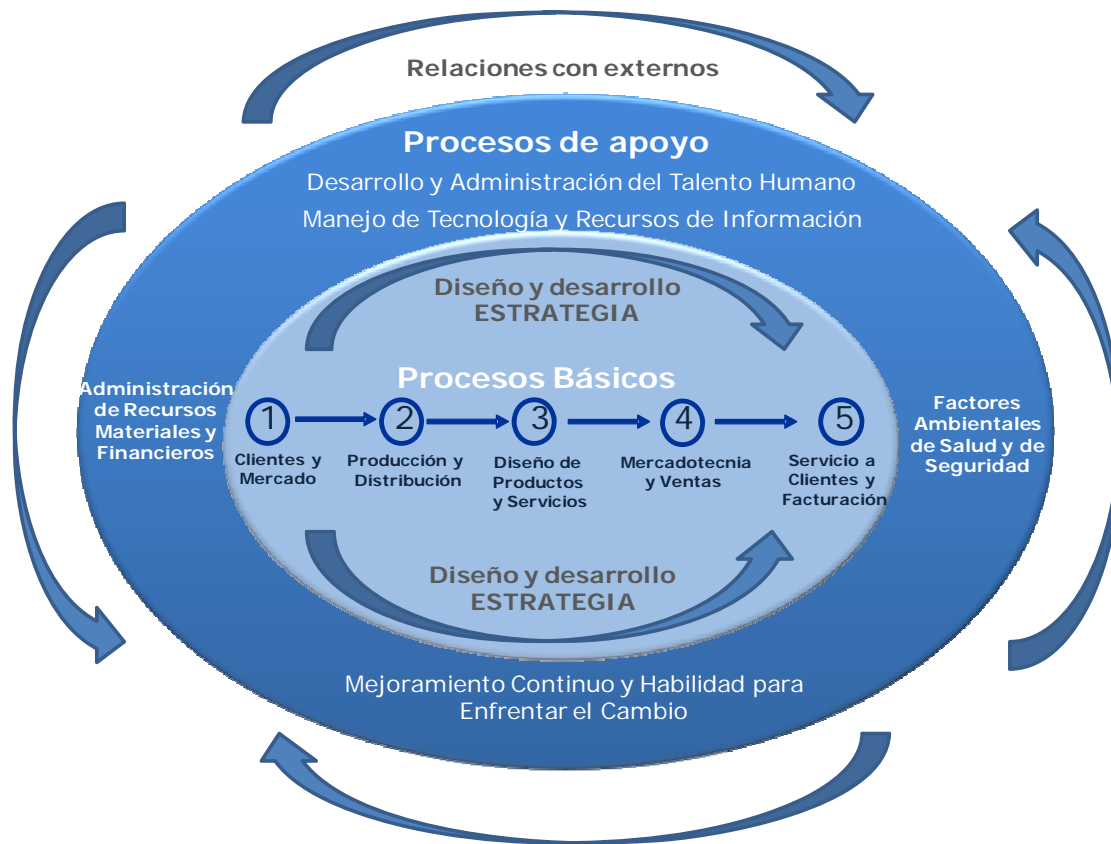 Relaciones con externos
Procesos de apoyo
Desarrollo y Administración del Talento Humano
Manejo de Tecnología y Recursos de Información
Diseño y desarrollo
ESTRATEGIA
Procesos Básicos
Administración
de Recursos
Materiales y
Financieros
1
2
3
4
5
Clientes y
Mercado
Producción y
Distribución
Diseño de
Productos
y Servicios
Mercadotecnia
y Ventas
Servicio a
Clientes y
Facturación
Factores
Ambientales
de Salud y de
Seguridad
Diseño y desarrollo
ESTRATEGIA
Mejoramiento Continuo y Habilidad para
Enfrentar el Cambio